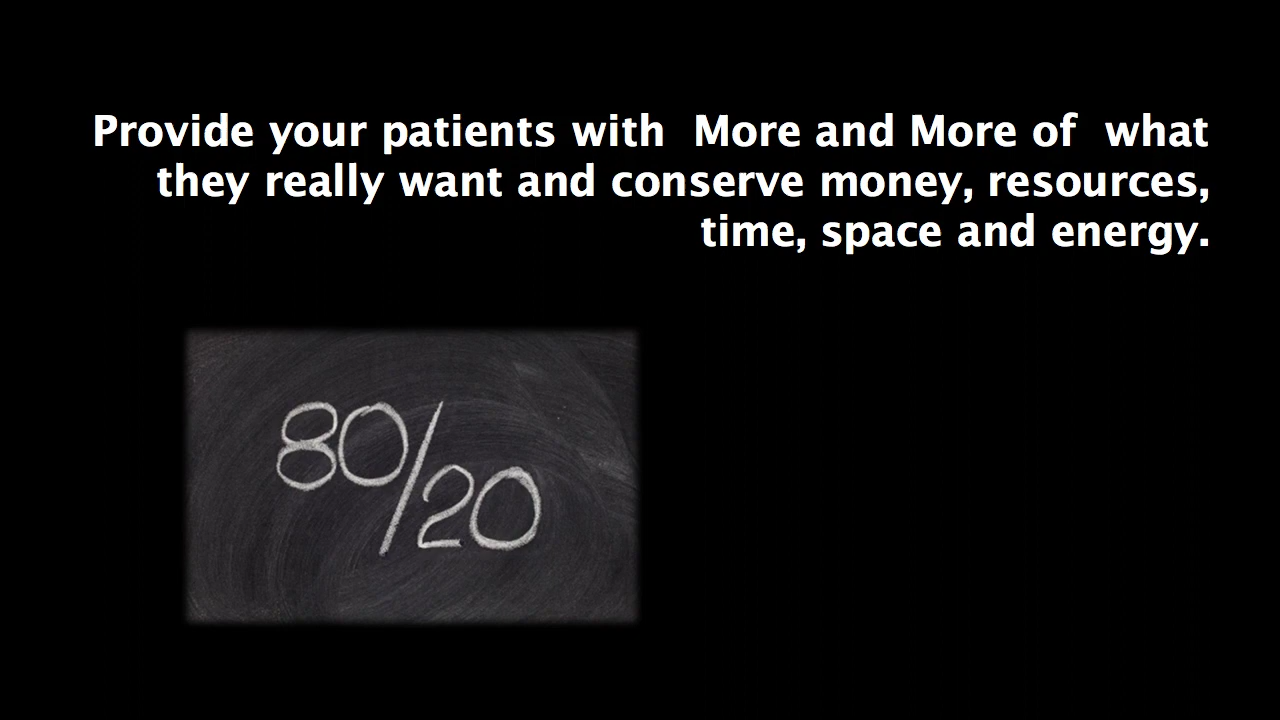 Provide your patients with  More and More of  what
they really want and conserve money, resources,
time, space and energy.
80/20